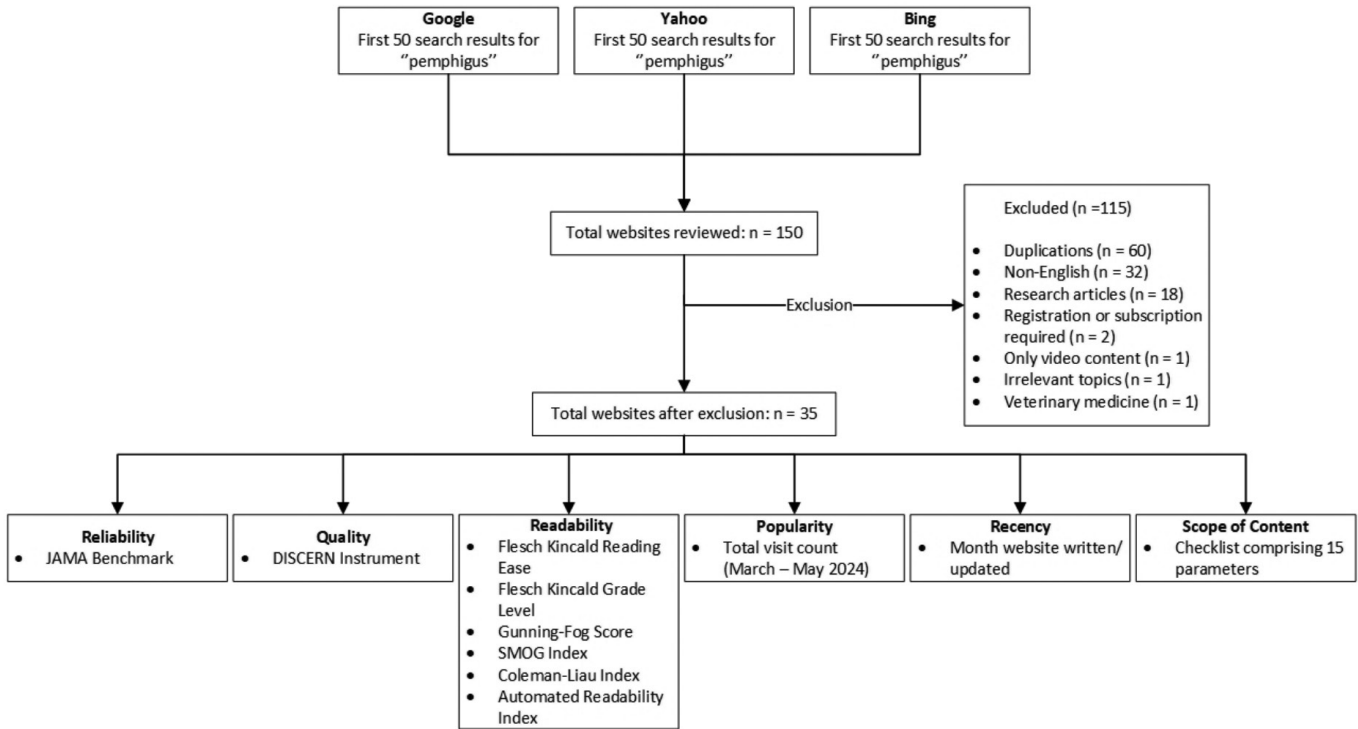 Google
First 50 search results for
“pemphigus”
Yahoo
First 50 search results for
“pemphigus”
Bing
First 50 search results for
“pemphigus”
Total websites reviewed: n = 150
Exclusion
Excluded (n =115)
• Duplications (n = 60)
• Non-English (n = 32)
• Research articles (n = 18)
• Registration or subscription
required (n = 2)
• Only video content (n = 1)
• Irrelevant topics (n = 1)
• Veterinary medicine (n = 1)
Total websites after exclusion: n = 35
Reliability
• JAMA Benchmark
Quality
• DISCERN Instrument
Readability
• Flesch Kincald Reading
Ease
• Flesch Kincald Grade
Level
• Gunning-Fog Score
• SMOG Index
• Coleman-Liau Index
• Automated Readability
Index
Popularity
• Total visit count
(March – May 2024)
Recency
• Month website written/
updated
Scope of Content
• Checklist comprising 15
parameters